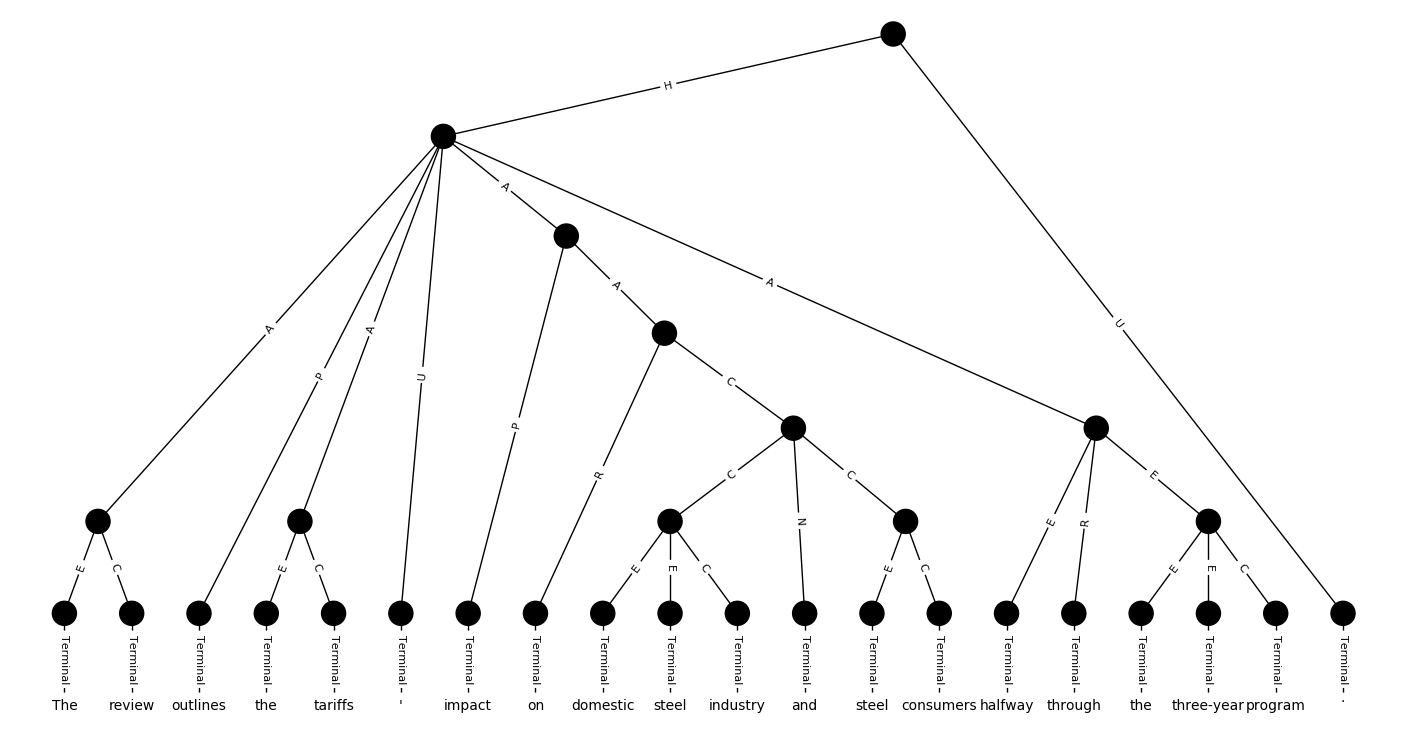 H
A
A
A
U
A
P
A
U
C
P
R
C
C
E
E
N
E
R
E
C
E
C
E
E
C
E
C
E
E
C
Terminal Terminal Terminal Terminal Terminal Terminal Terminal Terminal Terminal Terminal Terminal Terminal Terminal Terminal Terminal Terminal Terminal Terminal Terminal Terminal
The review outlines the tariffs ' impact on domestic steel industry and steel consumers halfway through the three-year program .